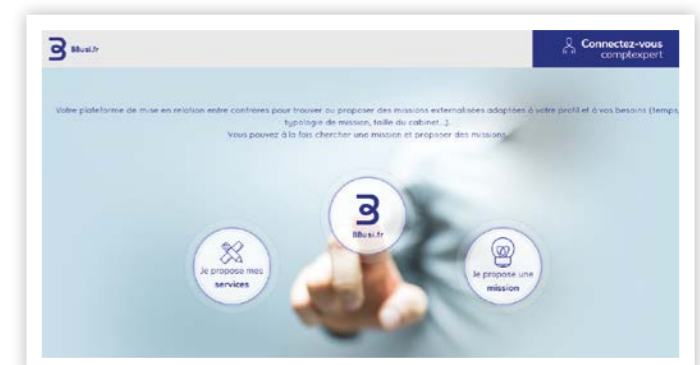 BBusi.fr
Connectez-vous
complexpert
Votre plateforme de mise en relation entre confrères pour trouver ou proposer des missions externalisées adaptées à votre profil et à vos besoins (temps,
typologie de mission, taille du cabinet...).
Vous pouvez à la fois chercher une mission et proposer des missions.
BBusi.fr
Je propose mes
services
Je propose une
mission